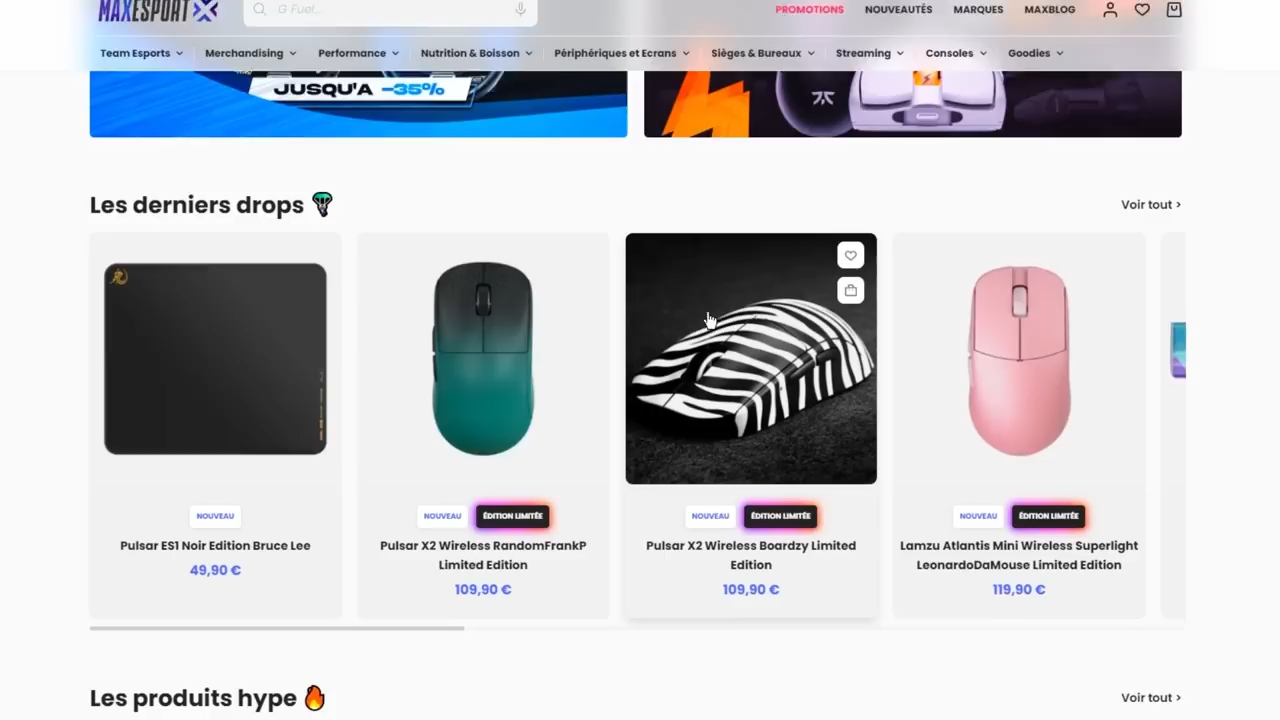 MAXESPORT
G Fuel...
PROMOTIONS
NOUVEAUTÉS
MARQUES
MAXBLOG
Team Esports
Merchandising
Performance
Nutrition & Boisson
Périphériques et Ecrans
Sièges & Bureaux
Streaming
Consoles
Goodies
JUSQU'A -35%
Les derniers drops
Voir tout >
NOUVEAU
Pulsar ES1 Noir Edition Bruce Lee
49,90 €
NOUVEAU
ÉDITION LIMITÉE
Pulsar X2 Wireless RandomFrankP
Limited Edition
109,90 €
NOUVEAU
ÉDITION LIMITÉE
Pulsar X2 Wireless Boardzy Limited
Edition
109,90 €
NOUVEAU
ÉDITION LIMITÉE
Lamzu Atlantis Mini Wireless Superlight
LeonardoDaMouse Limited Edition
119,90 €
Les produits hype
Voir tout >